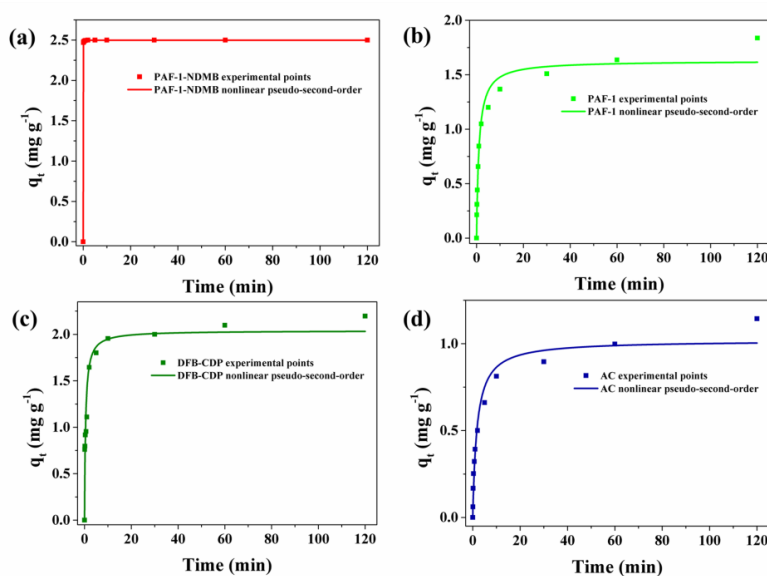 (a)
2.5
2.0
1.5
1.0
0.5
0.0
qt (mg g-1)
PAF-1-NDMB experimental points
PAF-1-NDMB nonlinear pseudo-second-order
0 20 40 60 80 100 120
Time (min)
(b)
2.0
1.5
1.0
0.5
0.0
qt (mg g-1)
PAF-1 experimental points
PAF-1 nonlinear pseudo-second-order
0 20 40 60 80 100 120
Time (min)
(c)
2.0
1.5
1.0
0.5
0.0
qt (mg g-1)
DFB-CDP experimental points
DFB-CDP nonlinear pseudo-second-order
0 20 40 60 80 100 120
Time (min)
(d)
1.0
0.5
0.0
qt (mg g-1)
AC experimental points
AC nonlinear pseudo-second-order
0 20 40 60 80 100 120
Time (min)